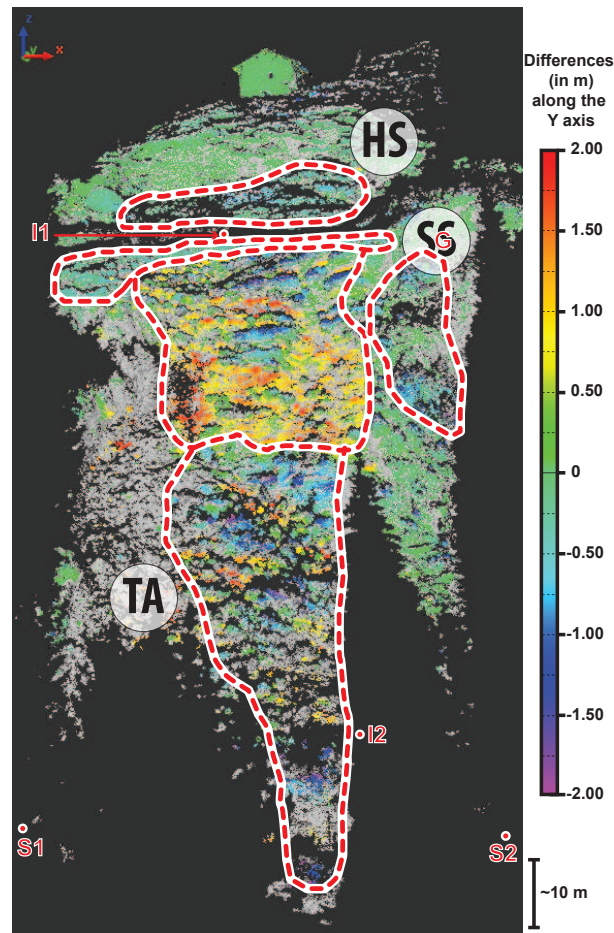 z
y
x
Differences
(in m)
along the
Y axis
HS
I1
SS
G
TA
I2
S1
S2
2.00
1.50
1.00
0.50
0
-0.50
-1.00
-1.50
-2.00
~10 m